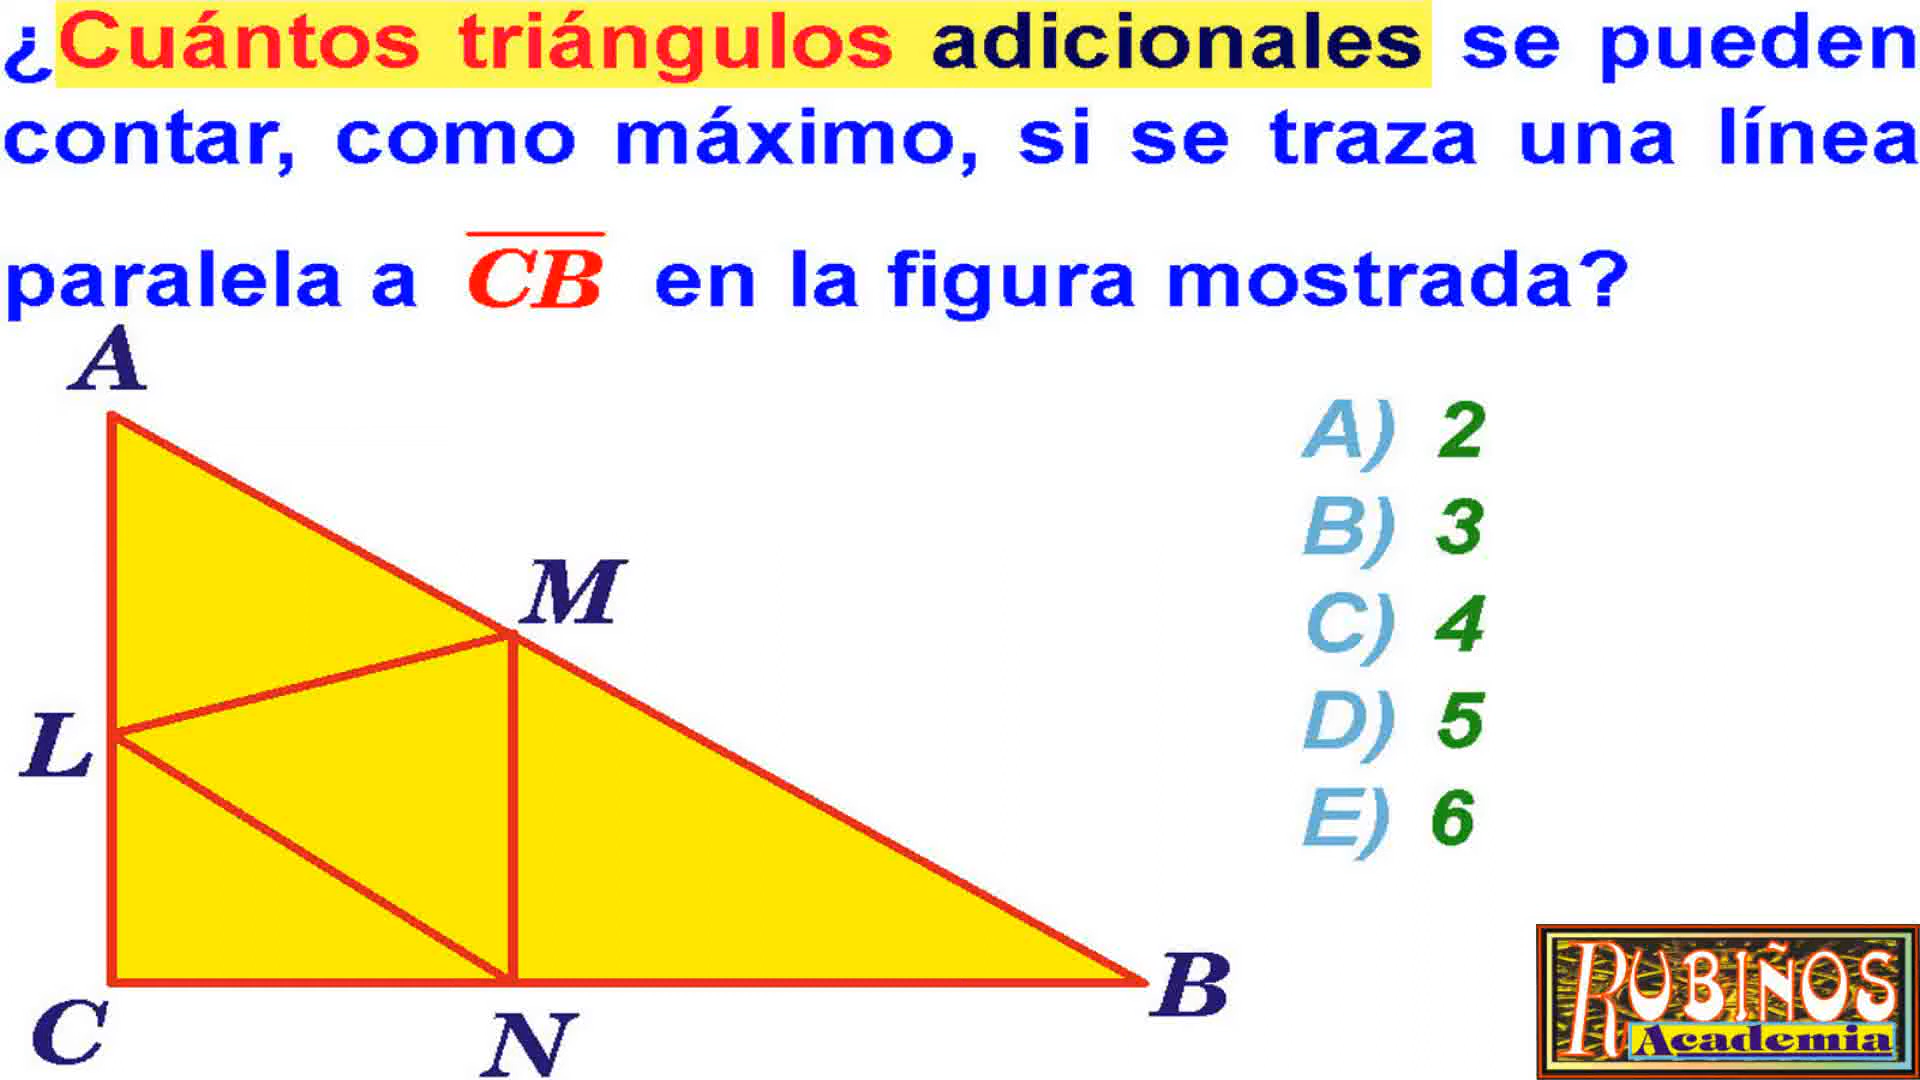 ¿Cuántos triángulos adicionales se pueden
contar, como máximo, si se traza una línea
paralela a CB en la figura mostrada?
A
M
L
C
N
B
A) 2
B) 3
C) 4
D) 5
E) 6
RUBIÑOS
Academia